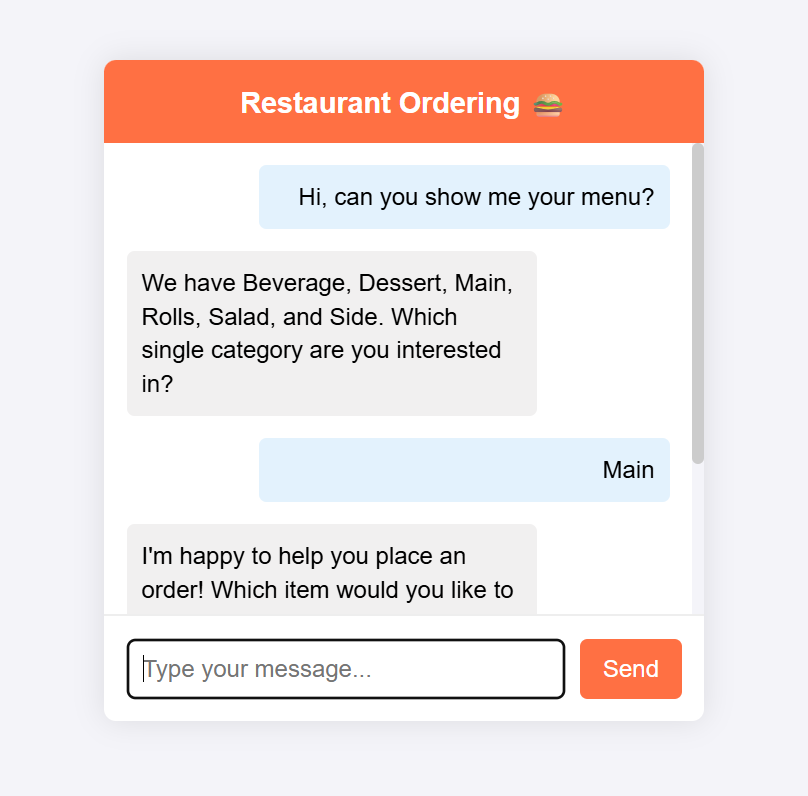 Restaurant Ordering 🍔
Hi, can you show me your menu?
We have Beverage, Dessert, Main,
Rolls, Salad, and Side. Which
single category are you interested
in?
Main
I'm happy to help you place an
order! Which item would you like to
Type your message...
Send